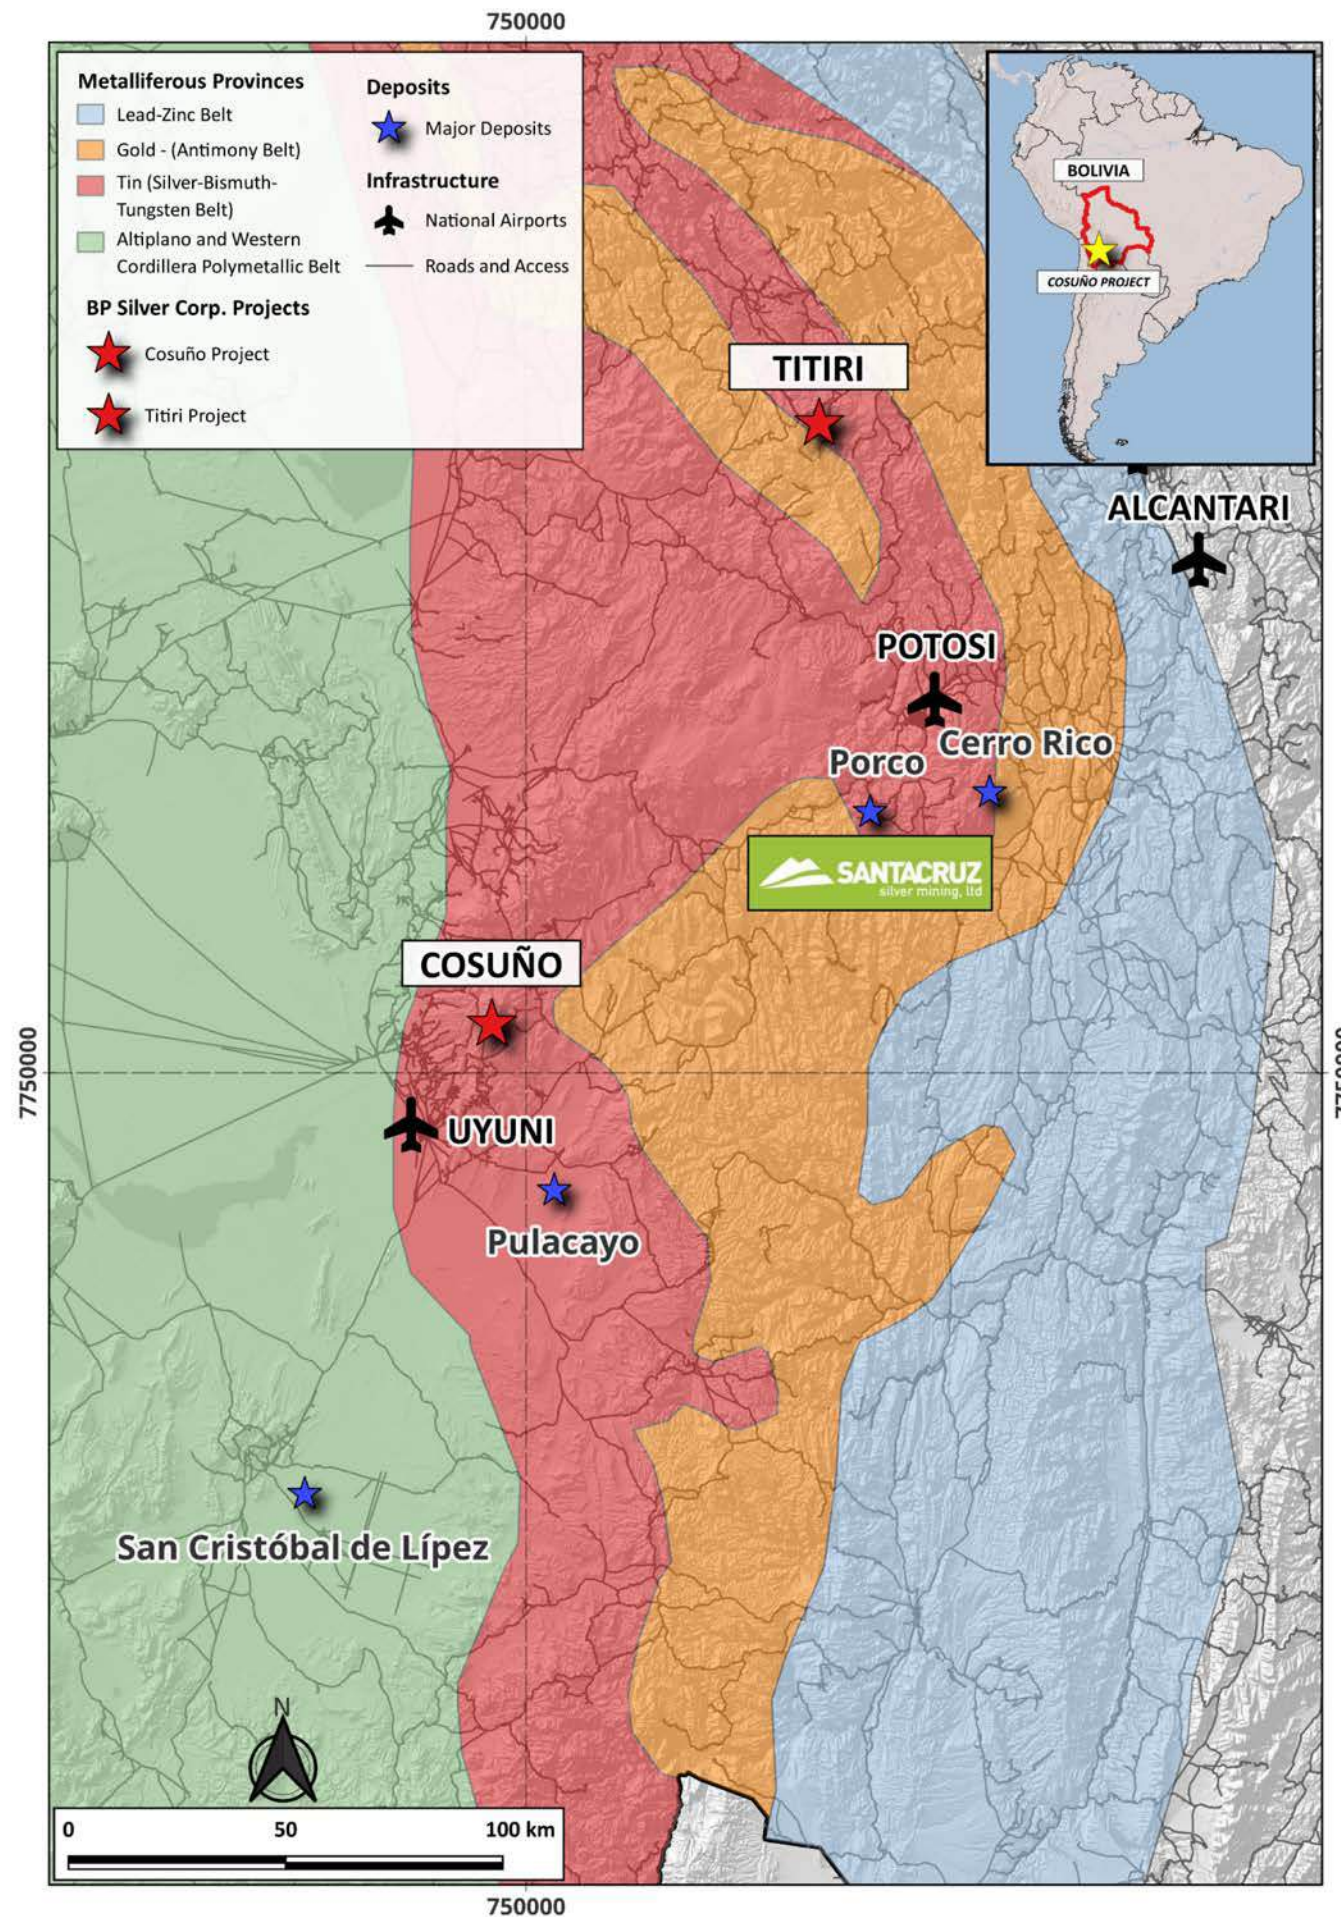 750000
Metalliferous Provinces
Lead-Zinc Belt
Gold - (Antimony Belt)
Tin (Silver-Bismuth-
Tungsten Belt)
Altiplano and Western
Cordillera Polymetallic Belt
BP Silver Corp. Projects
Cosuño Project
Titiri Project
Deposits
Major Deposits
Infrastructure
National Airports
Roads and Access
BOLIVIA
COSUÑO PROJECT
TITIRI
ALCANTARI
POTOSI
Cerro Rico
Porco
SANTACRUZ
silver mining, ltd
COSUÑO
7750000
7750000
UYUNI
Pulacayo
San Cristóbal de Lípez
N
0 50 100 km
750000